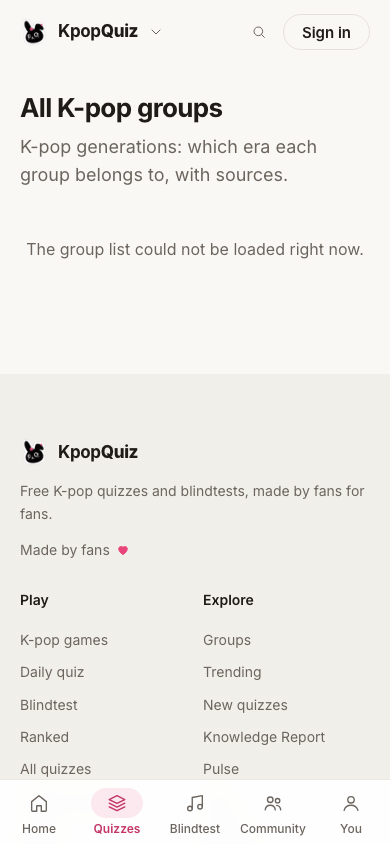 KpopQuiz
Sign in
All K-pop groups
K-pop generations: which era each
group belongs to, with sources.
The group list could not be loaded right now.
KpopQuiz
Free K-pop quizzes and blindtests, made by fans for
fans.
Made by fans
Play
Explore
K-pop games
Groups
Daily quiz
Trending
Blindtest
New quizzes
Ranked
Knowledge Report
All quizzes
Pulse
Home
Quizzes
Blindtest
Community
You